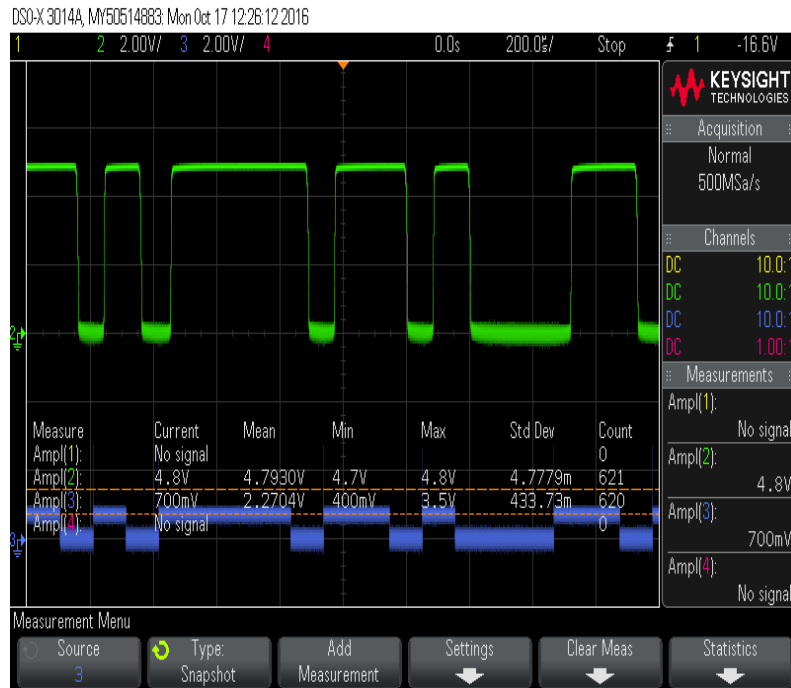 DSO-X 3014A, MY50514883: Mon Oct 17 12:26:12 2016
1 2 2.00V/ 3 2.00V/ 4 0.0s 200.0㎲/ Stop 1 -16.6V
KEYSIGHT
TECHNOLOGIES
Acquisition
Normal
500MSa/s
Channels
DC 10.0:1
DC 10.0:1
DC 10.0:1
DC 1.00:1
Measurements
Ampl(1):
No signal
Ampl(2):
4.8V
Ampl(3):
700mV
Ampl(4):
No signal
2
Measure Current Mean Min Max Std Dev Count
Ampl(1): No signal 0
Ampl(2): 4.8V 4.7930V 4.7V 4.8V 4.7779m 621
Ampl(3): 700mV 2.2704V 400mV 3.5V 433.73m 620
Ampl(4): No signal 0
3
Measurement Menu
Source
3
Type:
Snapshot
Add
Measurement
Settings
Clear Meas
Statistics